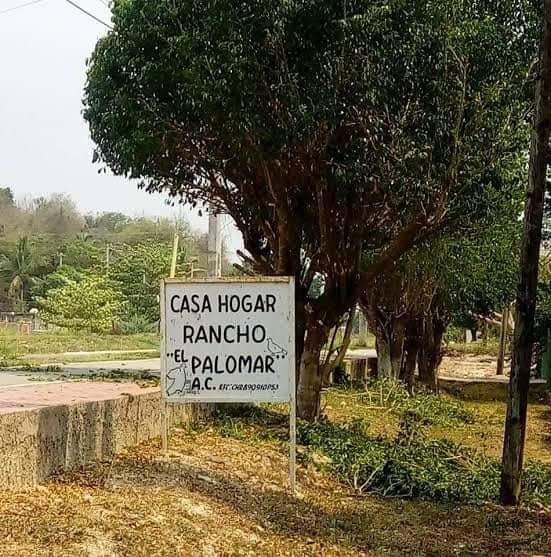 CASA HOGAR
RANCHO
"EL PALOMAR"
A.C.